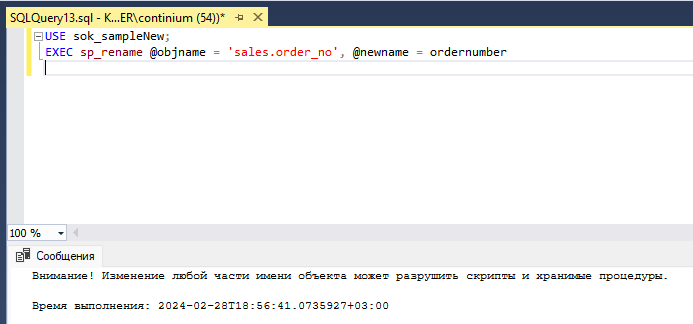 SQLQuery13.sql - K...ER\continium (54))*
USE sok_sampleNew;
EXEC sp_rename @objname = 'sales.order_no', @newname = ordernumber
100 %
Сообщения
Внимание! Изменение любой части имени объекта может разрушить скрипты и хранимые процедуры.
Время выполнения: 2024-02-28T18:56:41.0735927+03:00